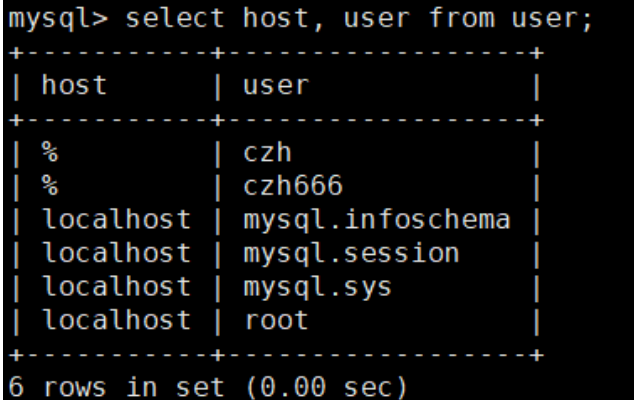 mysql> select host, user from user;
+-----------+------------------+
| host      | user             |
+-----------+------------------+
| %         | czh              |
| %         | czh666           |
| localhost | mysql.infoschema |
| localhost | mysql.session    |
| localhost | mysql.sys        |
| localhost | root             |
+-----------+------------------+
6 rows in set (0.00 sec)